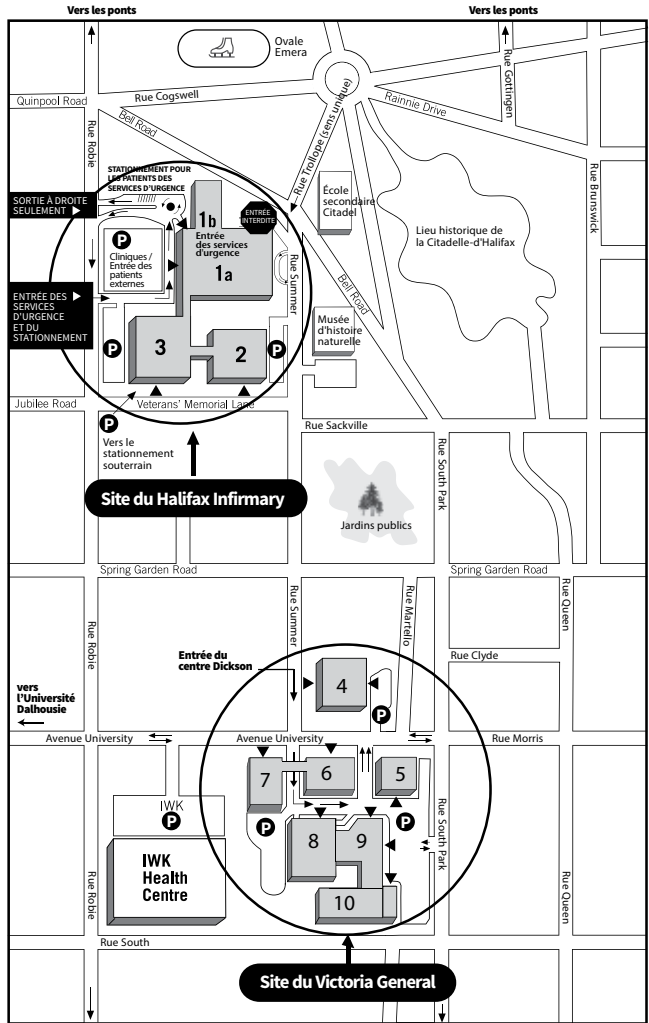 Vers les ponts
Vers les ponts
Ovale
Emera
Rue Gottingen
Quinpool Road
Rue Cogswell
Rainnie Drive
Bell Road
Rue Trollope (sens unique)
Rue Robie
Rue Brunswick
STATIONNEMENT POUR
LES PATIENTS DES
SERVICES D'URGENCE
SORTIE À DROITE
SEULEMENT
1b
ENTRÉE
INTERDITE
École
secondaire
Citadel
Entrée
des services
d'urgence
1a
P
Cliniques /
Entrée des
patients
externes
Lieu historique de
la Citadelle-d'Halifax
Rue Summer
Bell Road
ENTRÉE DES
SERVICES
D'URGENCE
ET DU
STATIONNEMENT
Musée
d'histoire
naturelle
P
3
2
P
Jubilee Road
Veterans' Memorial Lane
P
Vers le
stationnement
souterrain
Rue Sackville
Rue South Park
Site du Halifax Infirmary
Jardins publics
Spring Garden Road
Spring Garden Road
Rue Robie
Rue Summer
Rue Martello
Rue Queen
Entrée du
centre Dickson
Rue Clyde
4
P
vers
l'Université
Dalhousie
Avenue University
Avenue University
Rue Morris
7
6
5
IWK
P
P
P
8
9
Rue South Park
IWK
Health
Centre
10
Rue Robie
Rue Queen
Rue South
Site du Victoria General